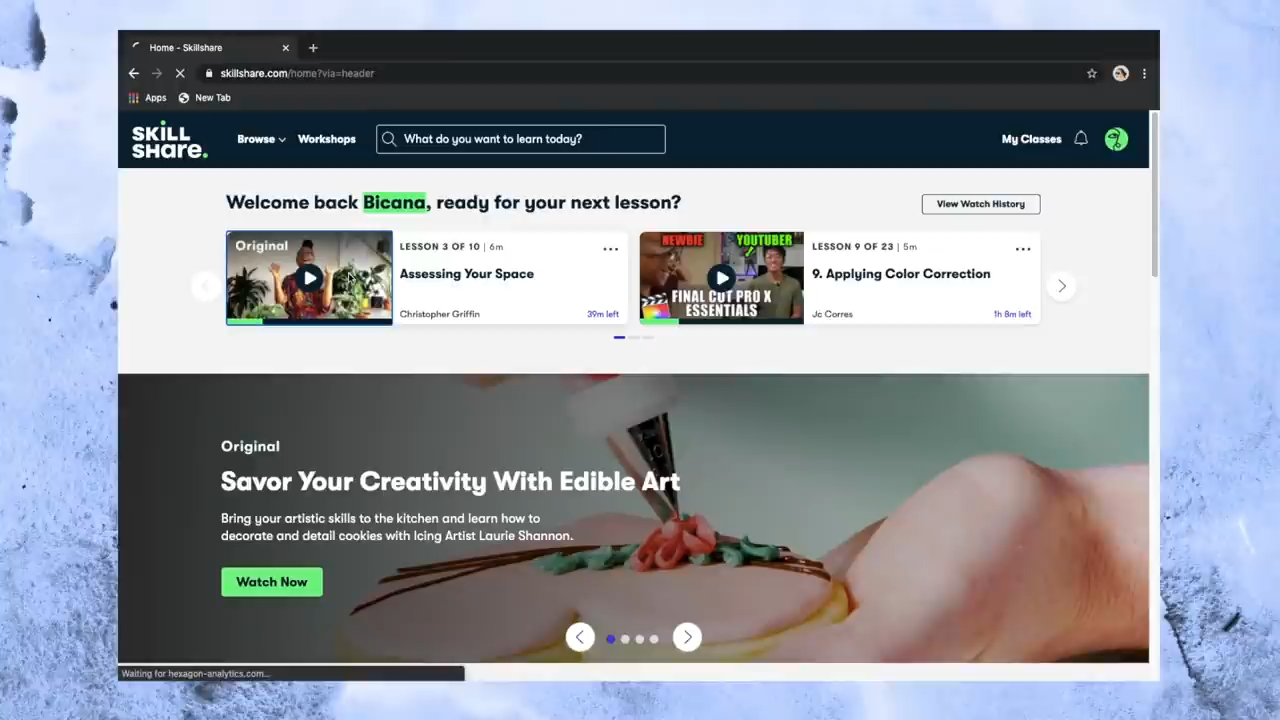 Home - Skillshare
skillshare.com/home?via=header
Apps
New Tab
SKILL
SHARE.
Browse
Workshops
What do you want to learn today?
My Classes
Welcome back Bicana, ready for your next lesson?
View Watch History
Original
LESSON 3 OF 10 | 6m
Assessing Your Space
Christopher Griffin
39m left
NEWBIE
YOUTUBER
FINAL CUT PRO X
ESSENTIALS
LESSON 9 OF 23 | 5m
9. Applying Color Correction
Jc Corres
1h 8m left
Original
Savor Your Creativity With Edible Art
Bring your artistic skills to the kitchen and learn how to
decorate and detail cookies with Icing Artist Laurie Shannon.
Watch Now
Waiting for hexagon-analytics.com...